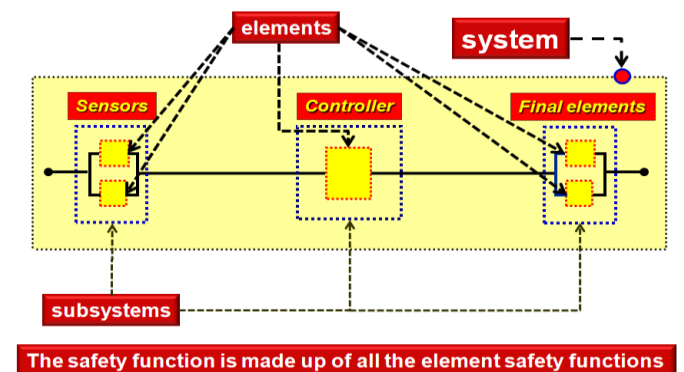 elements
system
Sensors
Controller
Final elements
subsystems
The safety function is made up of all the element safety functions